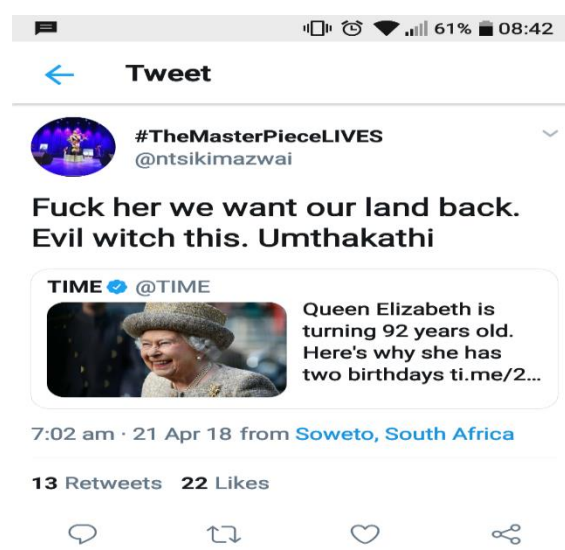 61% 08:42
Tweet
#TheMasterPieceLIVES
@ntsikimazwai
Fuck her we want our land back.
Evil witch this. Umthakathi
TIME @TIME
Queen Elizabeth is
turning 92 years old.
Here's why she has
two birthdays ti.me/2...
7:02 am · 21 Apr 18 from Soweto, South Africa
13 Retweets 22 Likes